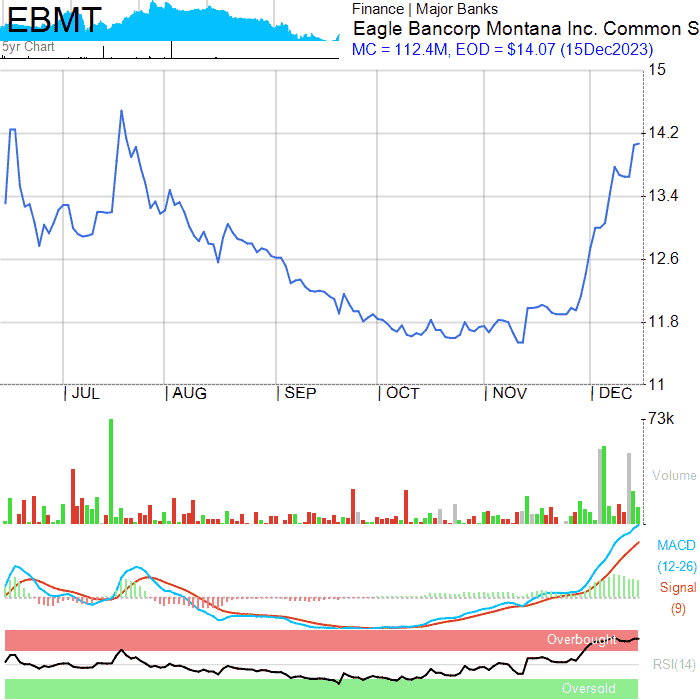 EBMT
5yr Chart
Finance | Major Banks
Eagle Bancorp Montana Inc. Common S
MC = 112.4M, EOD = $14.07 (15Dec2023)
15
14.2
13.4
12.6
11.8
11
JUL AUG SEP OCT NOV DEC
73k
Volume
MACD
(12-26)
Signal
(9)
Overbought
RSI(14)
Oversold